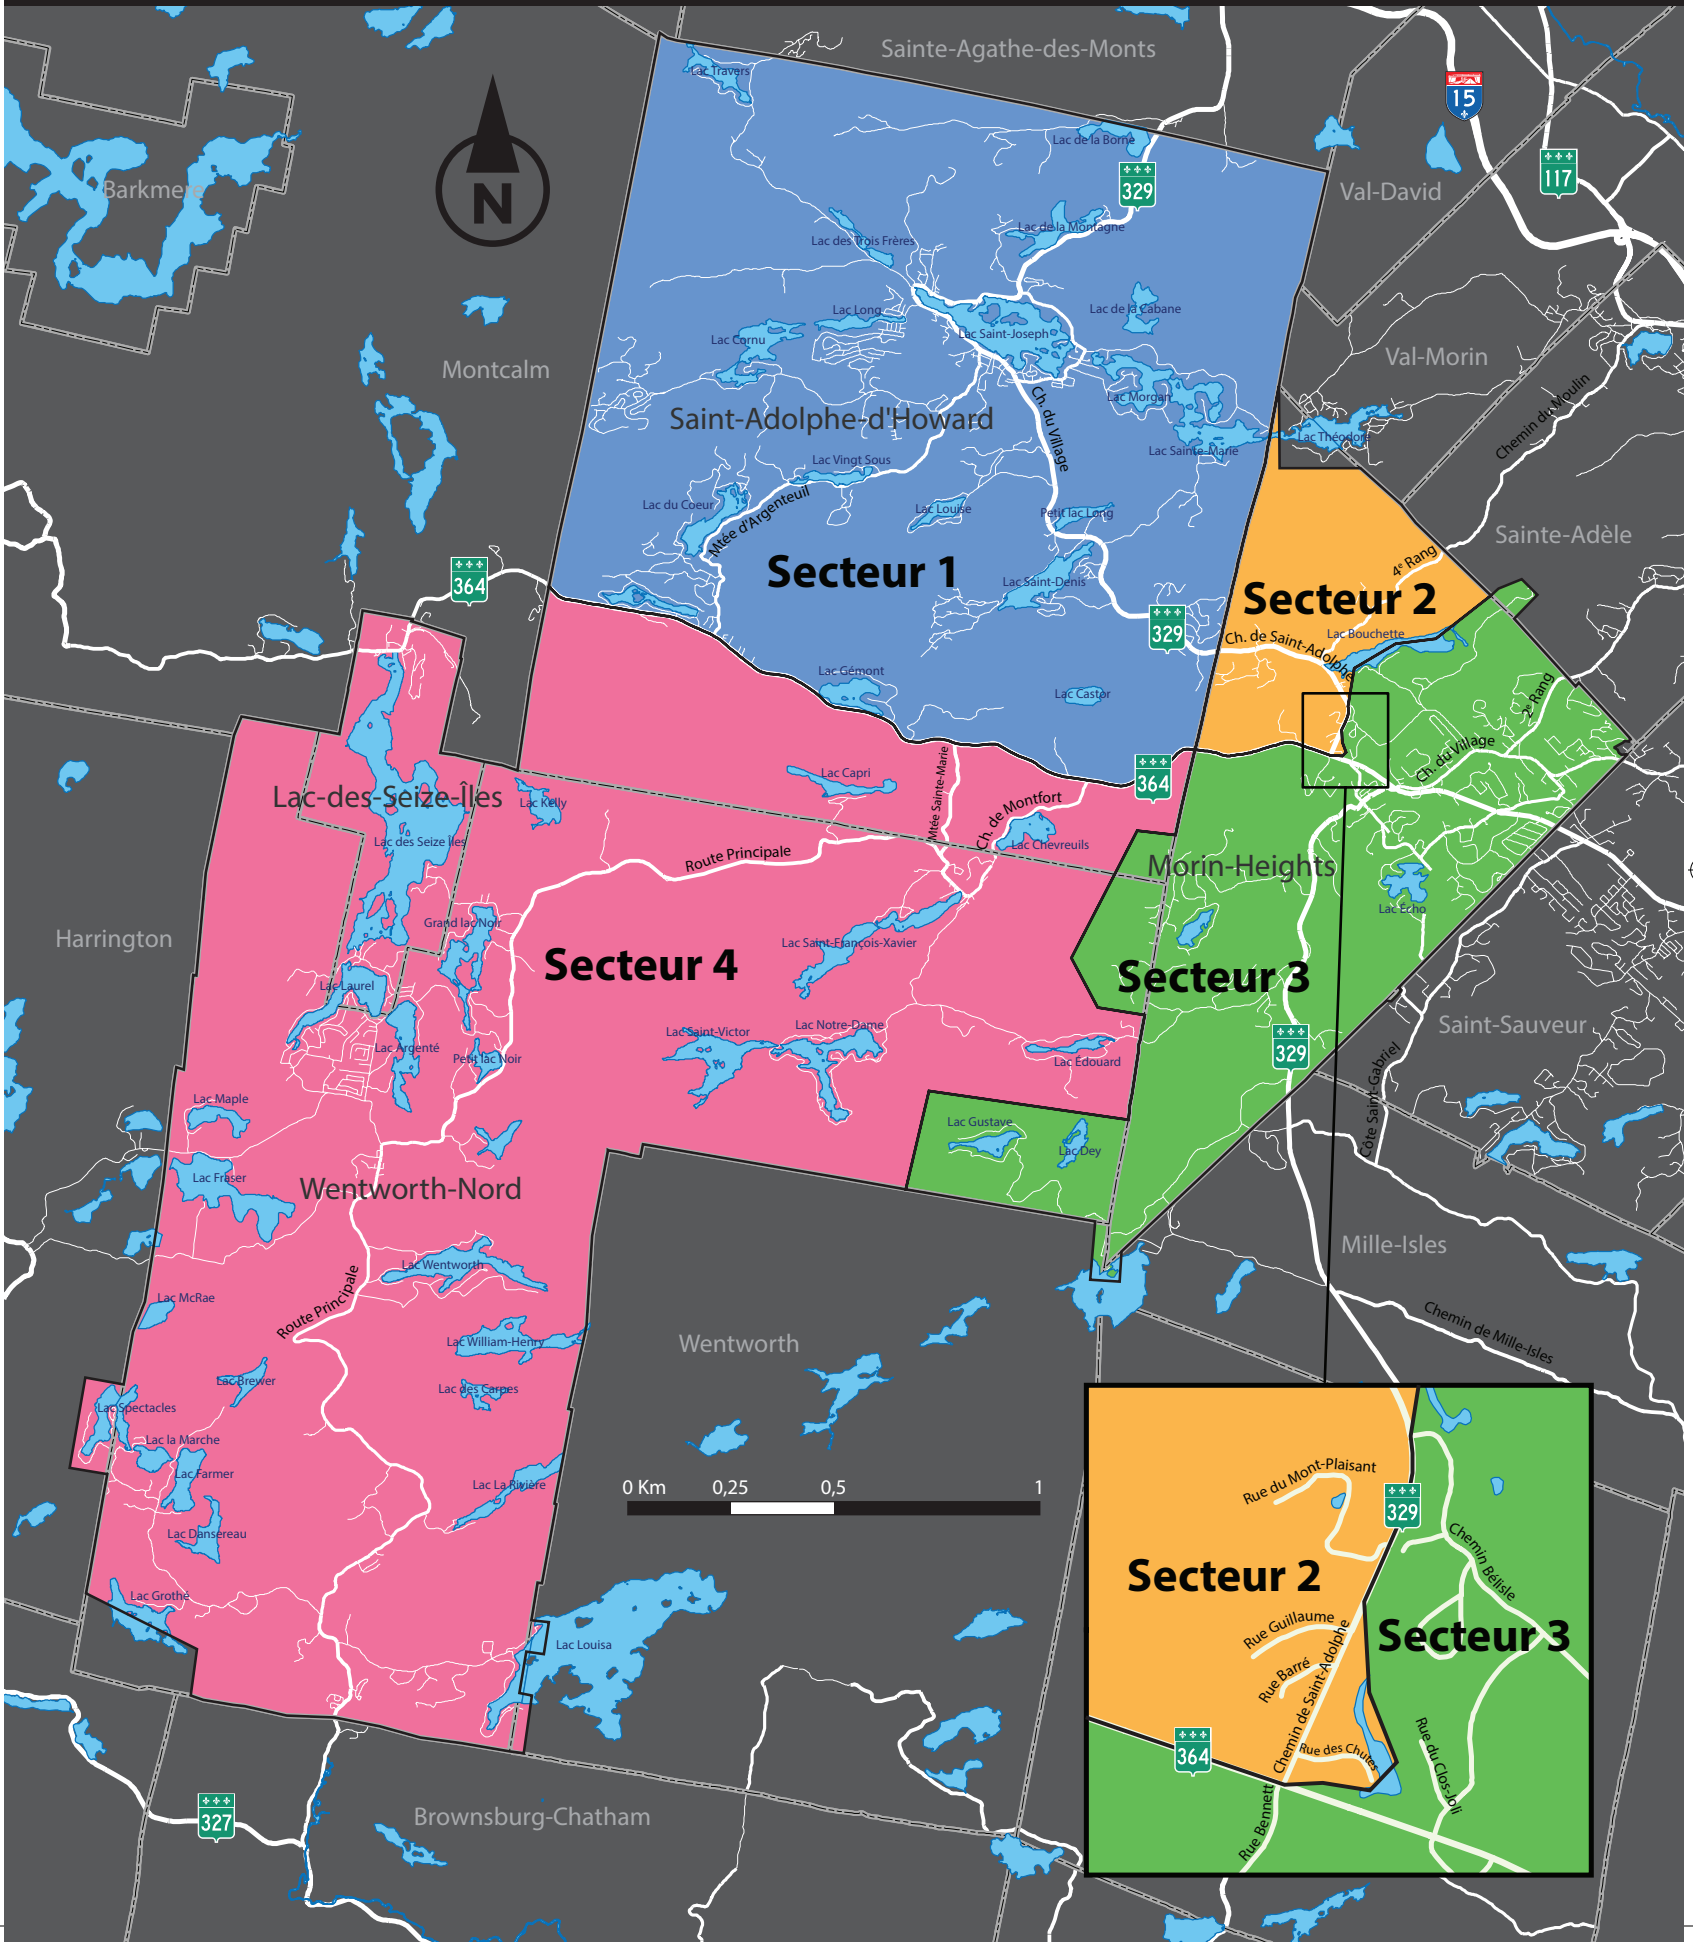 Sainte-Agathe-des-Monts
Lac Travers
15
Lac de la Borne
117
329
Barkmere
Val-David
N
Lac de la Montagne
Lac des Trois Frères
Lac Long
Lac de la Cabane
Lac Saint-Joseph
Lac Cornu
Val-Morin
Montcalm
Chemin du Moulin
Lac Morgan
Ch. du Village
Saint-Adolphe-d'Howard
Lac Théodore
Lac Sainte-Marie
Lac Vingt Sous
Lac du Coeur
Mtée d'Argenteuil
Lac Louise
Petit lac Long
Sainte-Adèle
4e Rang
Secteur 1
364
Lac Saint-Denis
Secteur 2
329
Ch. de Saint-Adolphe
Lac Bouchette
Lac Gémont
Lac Castor
2e Rang
Ch. du Village
364
Lac Capri
Mtée Sainte-Marie
Lac-des-Seize-Îles
Lac Kelly
Ch. de Montfort
Lac des Seize Îles
Lac Chevreuils
Route Principale
Morin-Heights
Lac Écho
Grand lac Noir
Harrington
Lac Saint-François-Xavier
Secteur 4
Secteur 3
Lac Laurel
Saint-Sauveur
Lac Saint-Victor
Lac Notre-Dame
329
Lac Argenté
Petit lac Noir
Lac Édouard
Côte Saint-Gabriel
Lac Maple
Lac Gustave
Lac Dey
Lac Fraser
Wentworth-Nord
Mille-Isles
Lac Wentworth
Lac McRae
Route Principale
Chemin de Mille-Isles
Lac William-Henry
Wentworth
Lac Brewer
Lac des Carpes
Lac Spectacles
Lac la Marche
Lac Farmer
Lac La Rivière
0 Km 0,25 0,5 1
Rue du Mont-Plaisant
329
Lac Dansereau
Chemin Bélisle
Secteur 2
Lac Grothé
Rue Guillaume
Secteur 3
Lac Louisa
Rue Barré
Chemin de Saint-Adolphe
364
Rue des Chutes
Rue du Clos-Joli
Rue Bennett
327
Brownsburg-Chatham